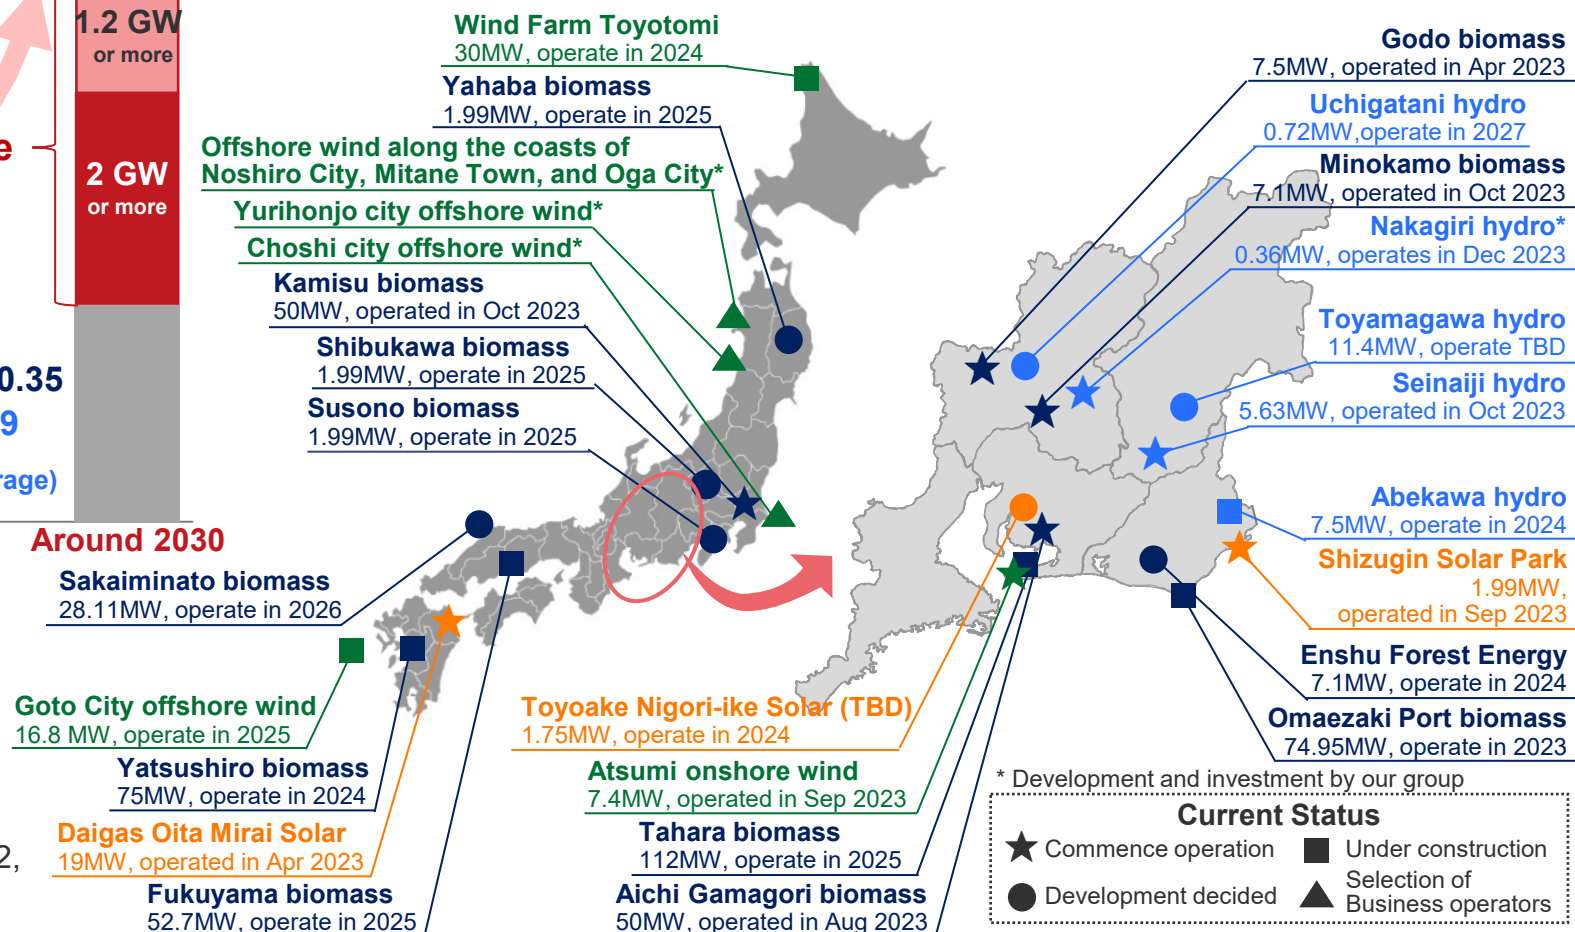 1.2 GW
or more
e
2 GW
or more
0.35
9
rage)
Around 2030
2,
Wind Farm Toyotomi
30MW, operate in 2024
Yahaba biomass
1.99MW, operate in 2025
Offshore wind along the coasts of
Noshiro City, Mitane Town, and Oga City*
Yurihonjo city offshore wind*
Choshi city offshore wind*
Kamisu biomass
50MW, operated in Oct 2023
Shibukawa biomass
1.99MW, operate in 2025
Susono biomass
1.99MW, operate in 2025
Sakaiminato biomass
28.11MW, operate in 2026
Goto City offshore wind
16.8 MW, operate in 2025
Yatsushiro biomass
75MW, operate in 2024
Daigas Oita Mirai Solar
19MW, operated in Apr 2023
Fukuyama biomass
52.7MW, operate in 2025
Godo biomass
7.5MW, operated in Apr 2023
Uchigatani hydro
0.72MW,operate in 2027
Minokamo biomass
7.1MW, operated in Oct 2023
Nakagiri hydro*
0.36MW, operates in Dec 2023
Toyamagawa hydro
11.4MW, operate TBD
Seinaiji hydro
5.63MW, operated in Oct 2023
Abekawa hydro
7.5MW, operate in 2024
Shizugin Solar Park
1.99MW,
operated in Sep 2023
Enshu Forest Energy
7.1MW, operate in 2024
Omaezaki Port biomass
74.95MW, operate in 2023
Toyoake Nigori-ike Solar (TBD)
1.75MW, operate in 2024
Atsumi onshore wind
7.4MW, operated in Sep 2023
Tahara biomass
112MW, operate in 2025
Aichi Gamagori biomass
50MW, operated in Aug 2023
* Development and investment by our group
Current Status
Commence operation
Under construction
Development decided
Selection of
Business operators